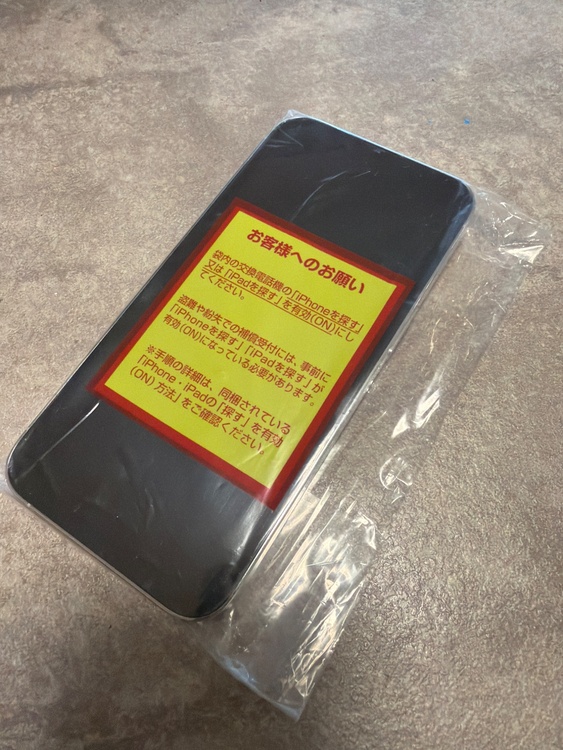 お客様へのお願い
袋内の交換電話機の「iPhoneを探す」
又は「iPadを探す」を有効(ON)にし
てください。
盗難や紛失での補償受付には、事前に
「iPhoneを探す」「iPadを探す」が
有効(ON)になっている必要があります。
※手順の詳細は、同梱されている
「iPhone・iPadの「探す」を有効
(ON)方法」をご確認ください。